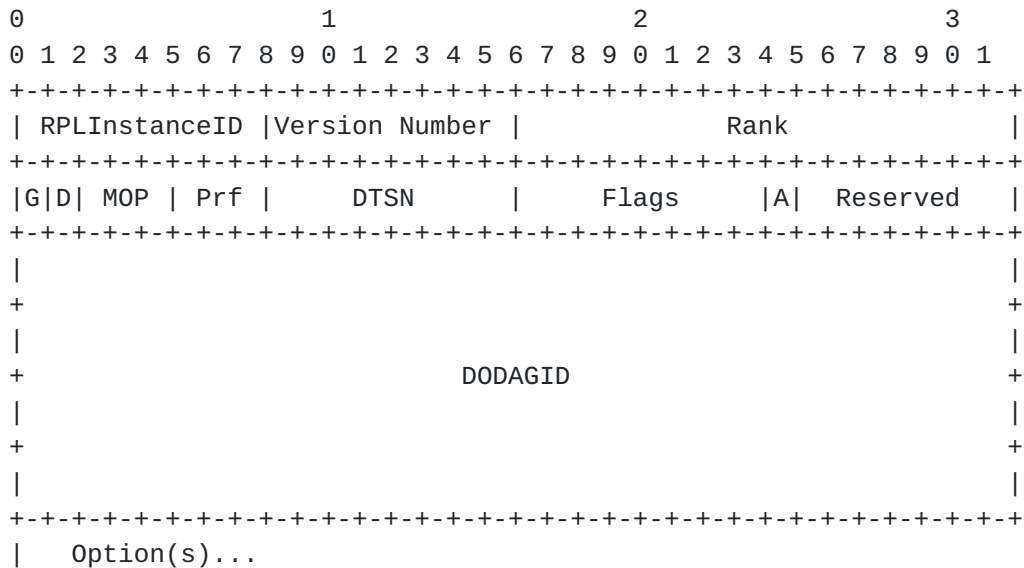 0                   1                   2                   3
0 1 2 3 4 5 6 7 8 9 0 1 2 3 4 5 6 7 8 9 0 1 2 3 4 5 6 7 8 9 0 1
+-+-+-+-+-+-+-+-+-+-+-+-+-+-+-+-+-+-+-+-+-+-+-+-+-+-+-+-+-+-+-+-+
| RPLInstanceID |Version Number |             Rank              |
+-+-+-+-+-+-+-+-+-+-+-+-+-+-+-+-+-+-+-+-+-+-+-+-+-+-+-+-+-+-+-+-+
|G|D| MOP | Prf |     DTSN      |     Flags     |A|  Reserved   |
+-+-+-+-+-+-+-+-+-+-+-+-+-+-+-+-+-+-+-+-+-+-+-+-+-+-+-+-+-+-+-+-+
|                                                               |
+                                                               +
|                                                               |
+                            DODAGID                            +
|                                                               |
+                                                               +
|                                                               |
+-+-+-+-+-+-+-+-+-+-+-+-+-+-+-+-+-+-+-+-+-+-+-+-+-+-+-+-+-+-+-+-+
|   Option(s)...